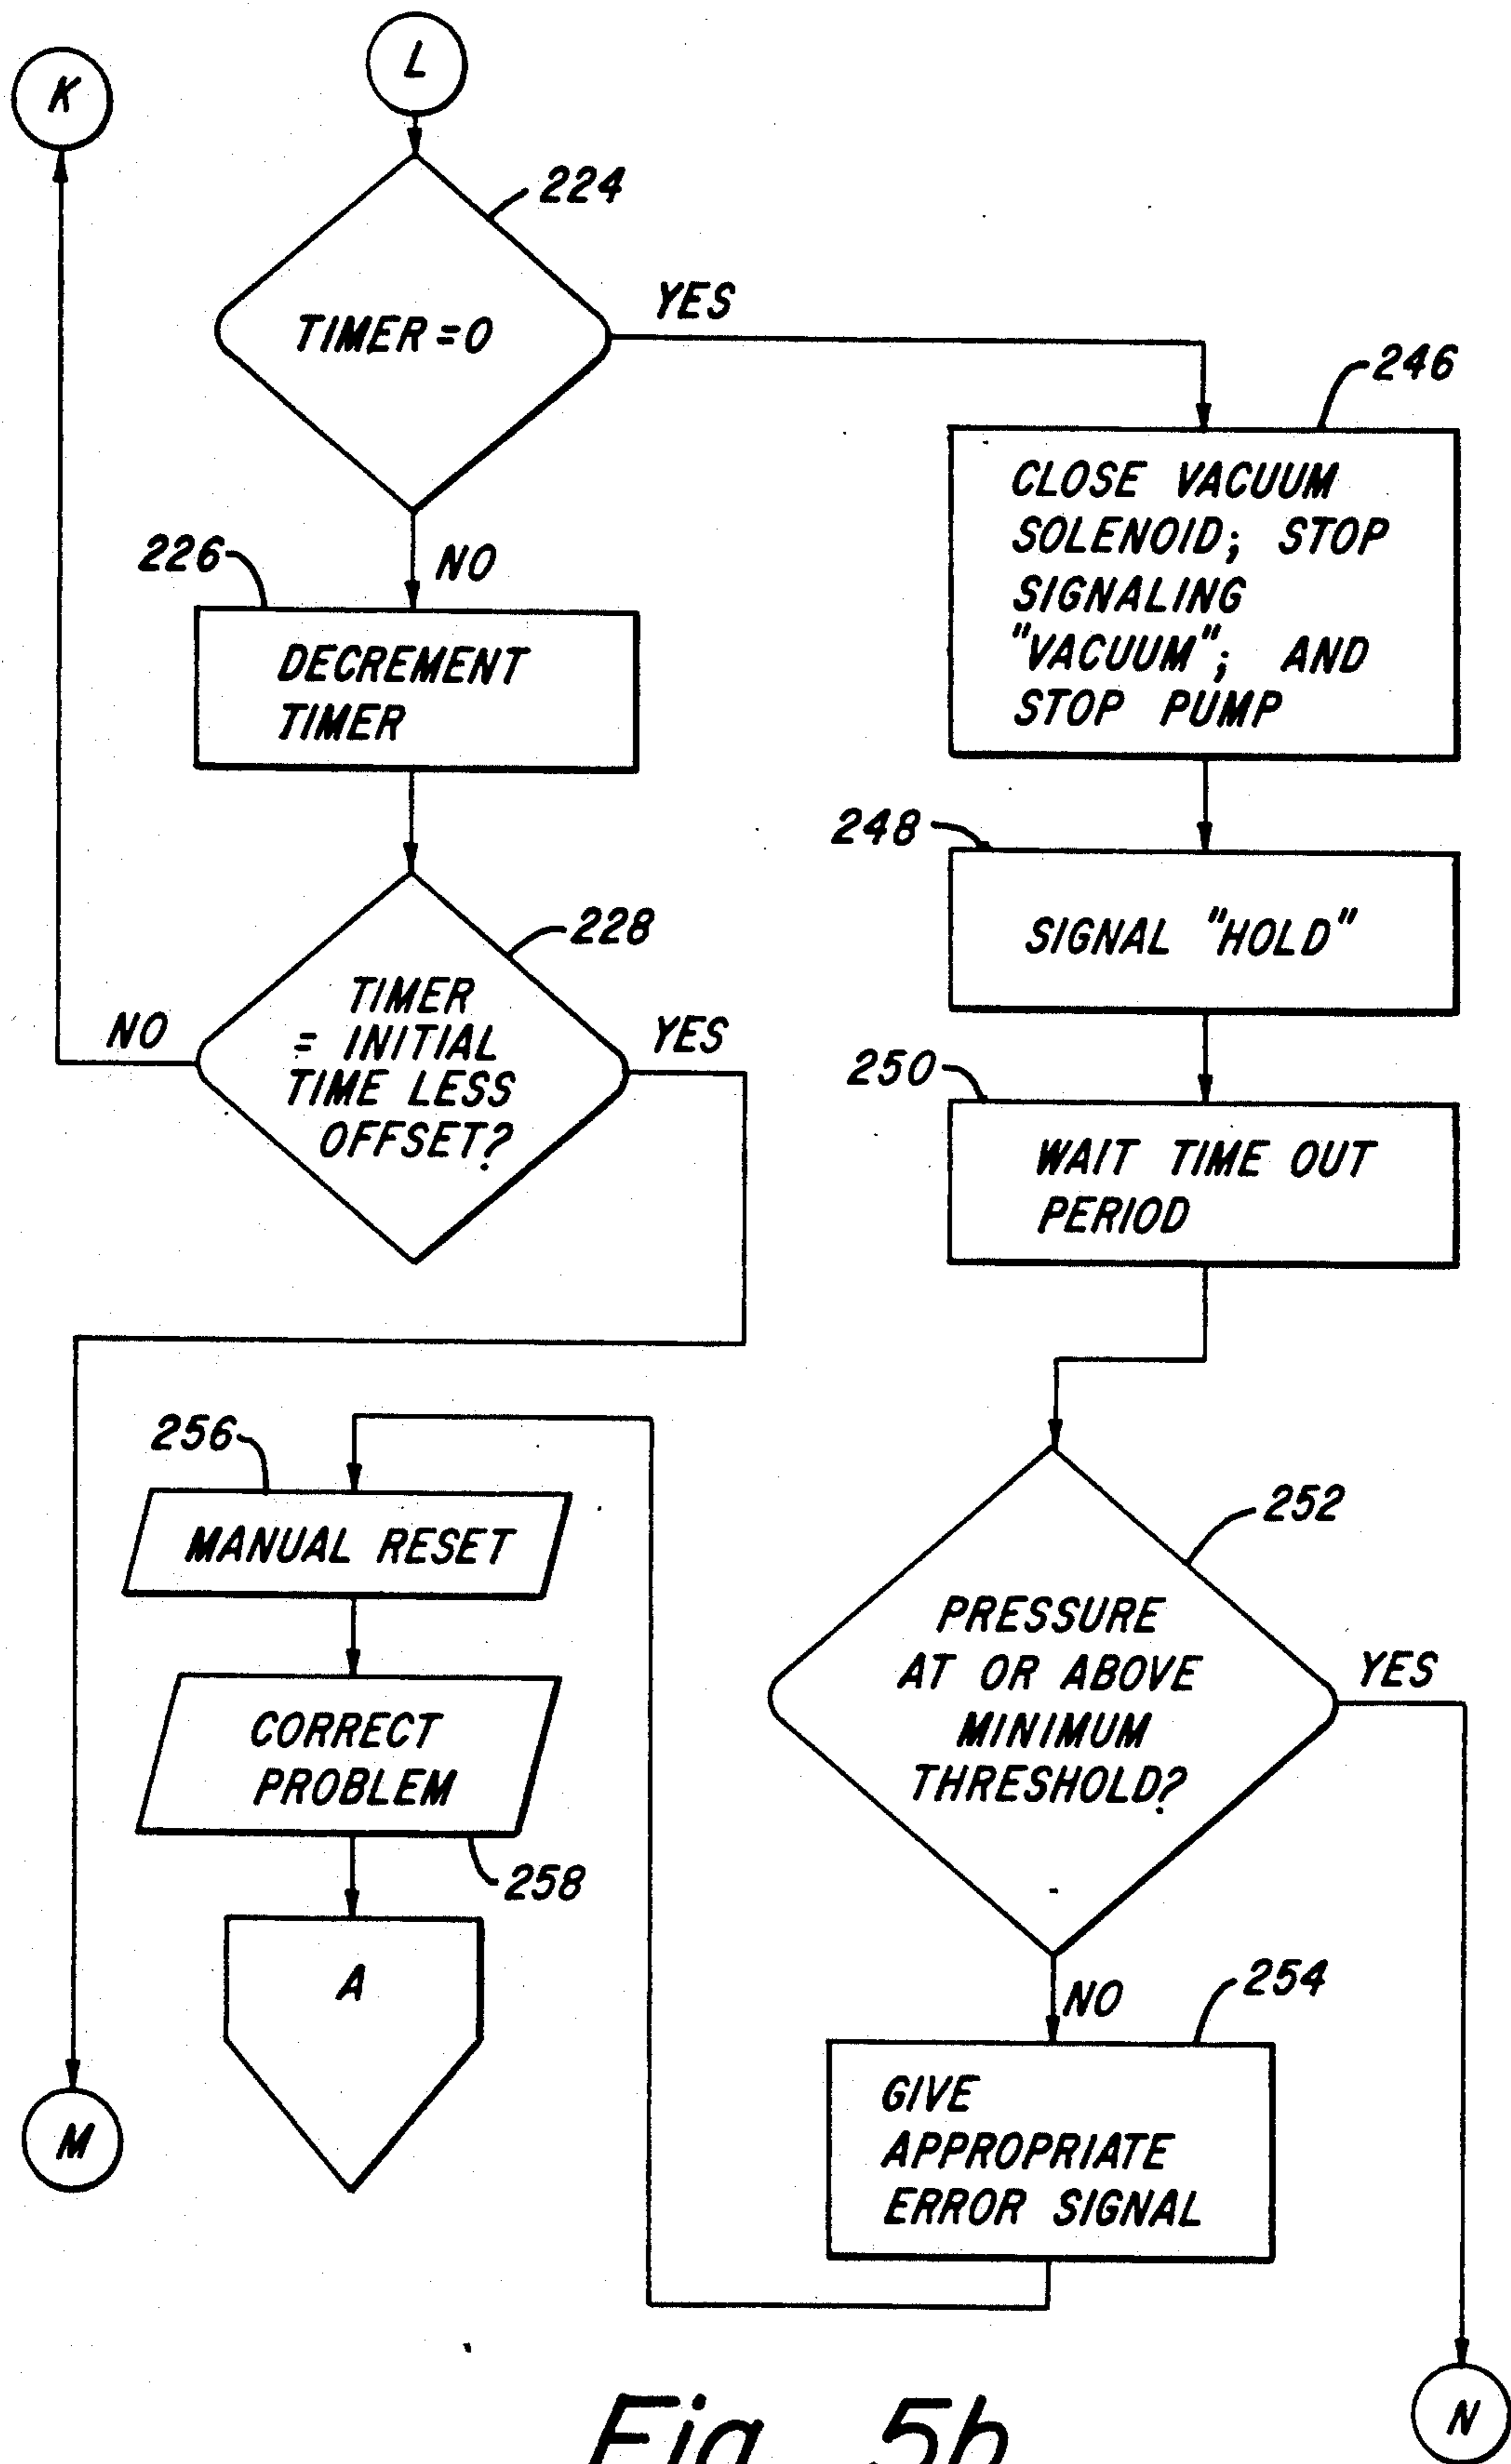 K
L
224
TIMER=0
YES
246
CLOSE VACUUM
SOLENOID; STOP
SIGNALING
"VACUUM"; AND
STOP PUMP
226
NO
DECREMENT
TIMER
248
SIGNAL "HOLD"
228
TIMER
= INITIAL
TIME LESS
OFFSET?
NO
YES
250
WAIT TIME OUT
PERIOD
256
MANUAL RESET
252
PRESSURE
AT OR ABOVE
MINIMUM
THRESHOLD?
YES
CORRECT
PROBLEM
258
A
NO
254
GIVE
APPROPRIATE
ERROR SIGNAL
M
N
Fig. 5b